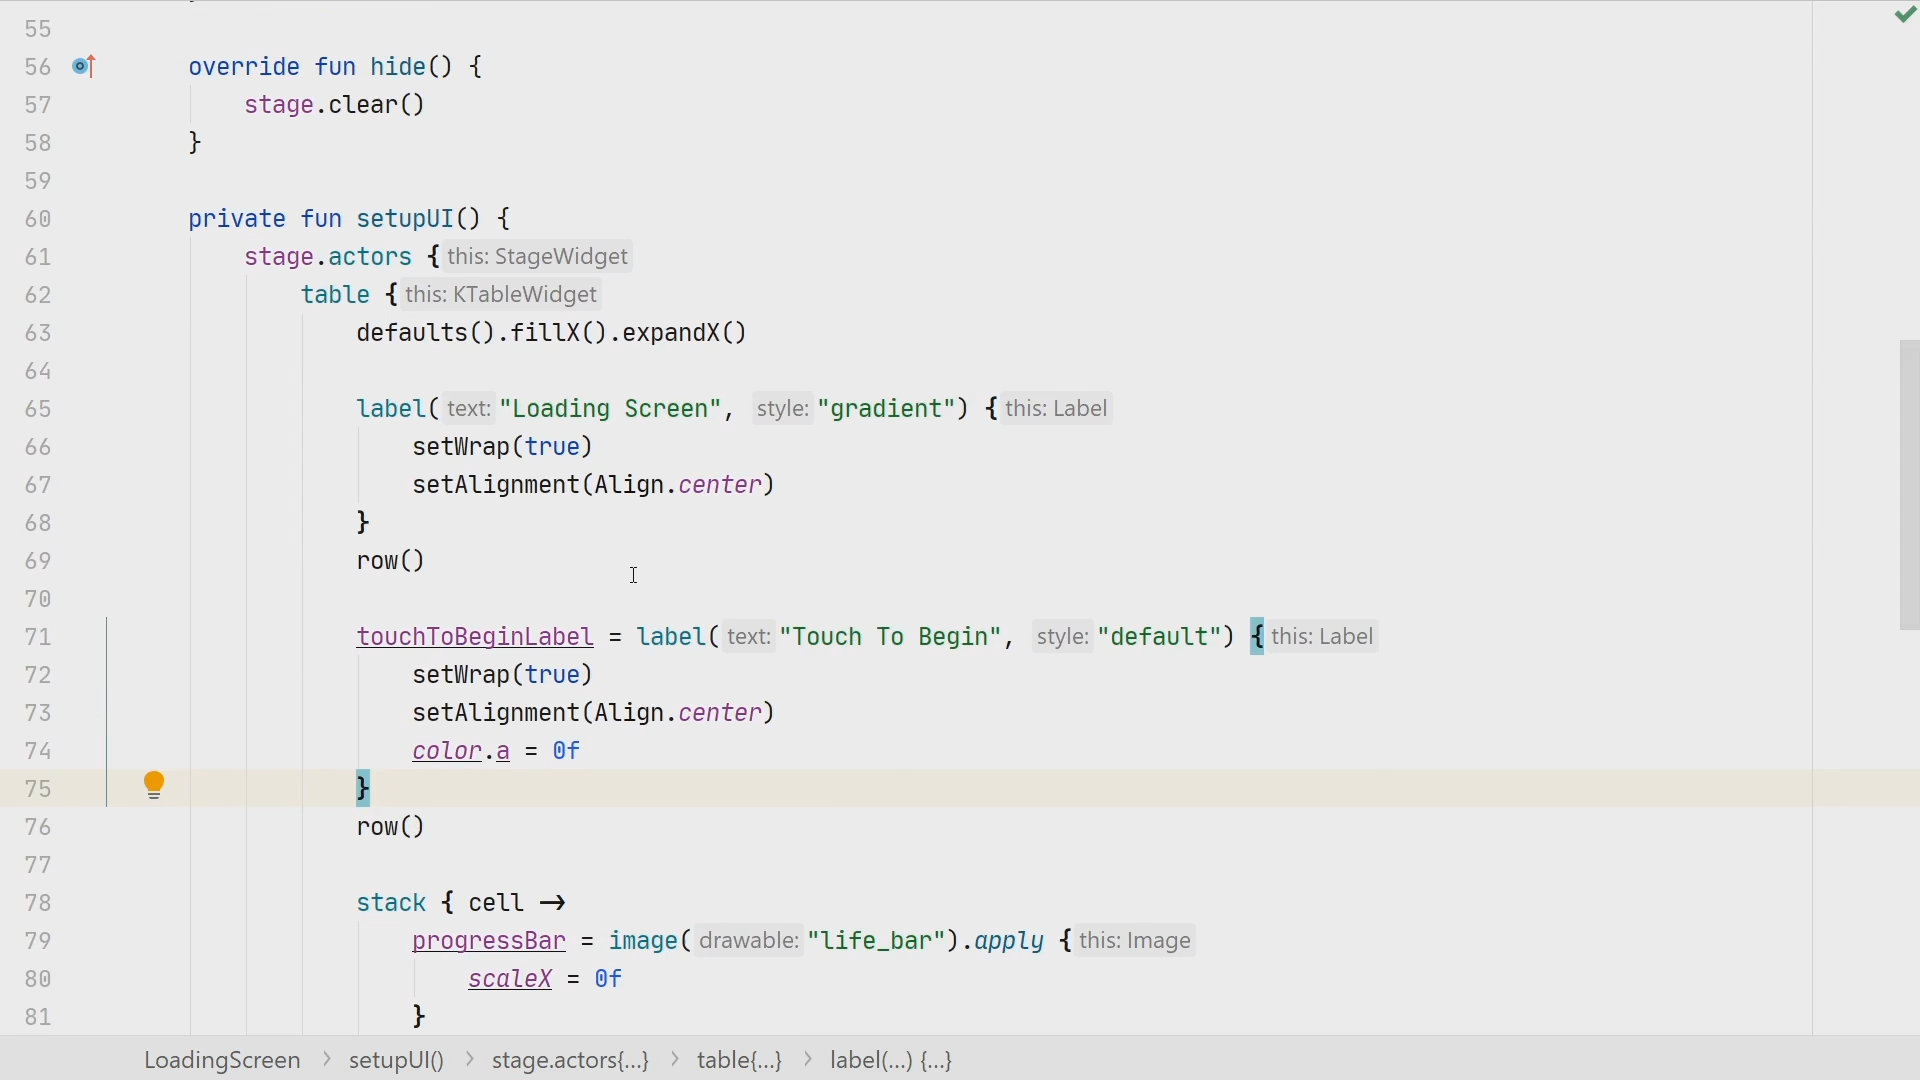 55
56 override fun hide() {
57 stage.clear()
58 }
59
60 private fun setupUI() {
61 stage.actors { this: StageWidget
62 table { this: KTableWidget
63 defaults().fillX().expandX()
64
65 label( text: "Loading Screen", style: "gradient") { this: Label
66 setWrap(true)
67 setAlignment(Align.center)
68 }
69 row()
70
71 touchToBeginLabel = label( text: "Touch To Begin", style: "default") { this: Label
72 setWrap(true)
73 setAlignment(Align.center)
74 color.a = 0f
75 }
76 row()
77
78 stack { cell →
79 progressBar = image( drawable: "life_bar").apply { this: Image
80 scaleX = 0f
81 }
LoadingScreen > setupUI() > stage.actors{...} > table{...} > label(...) {...}